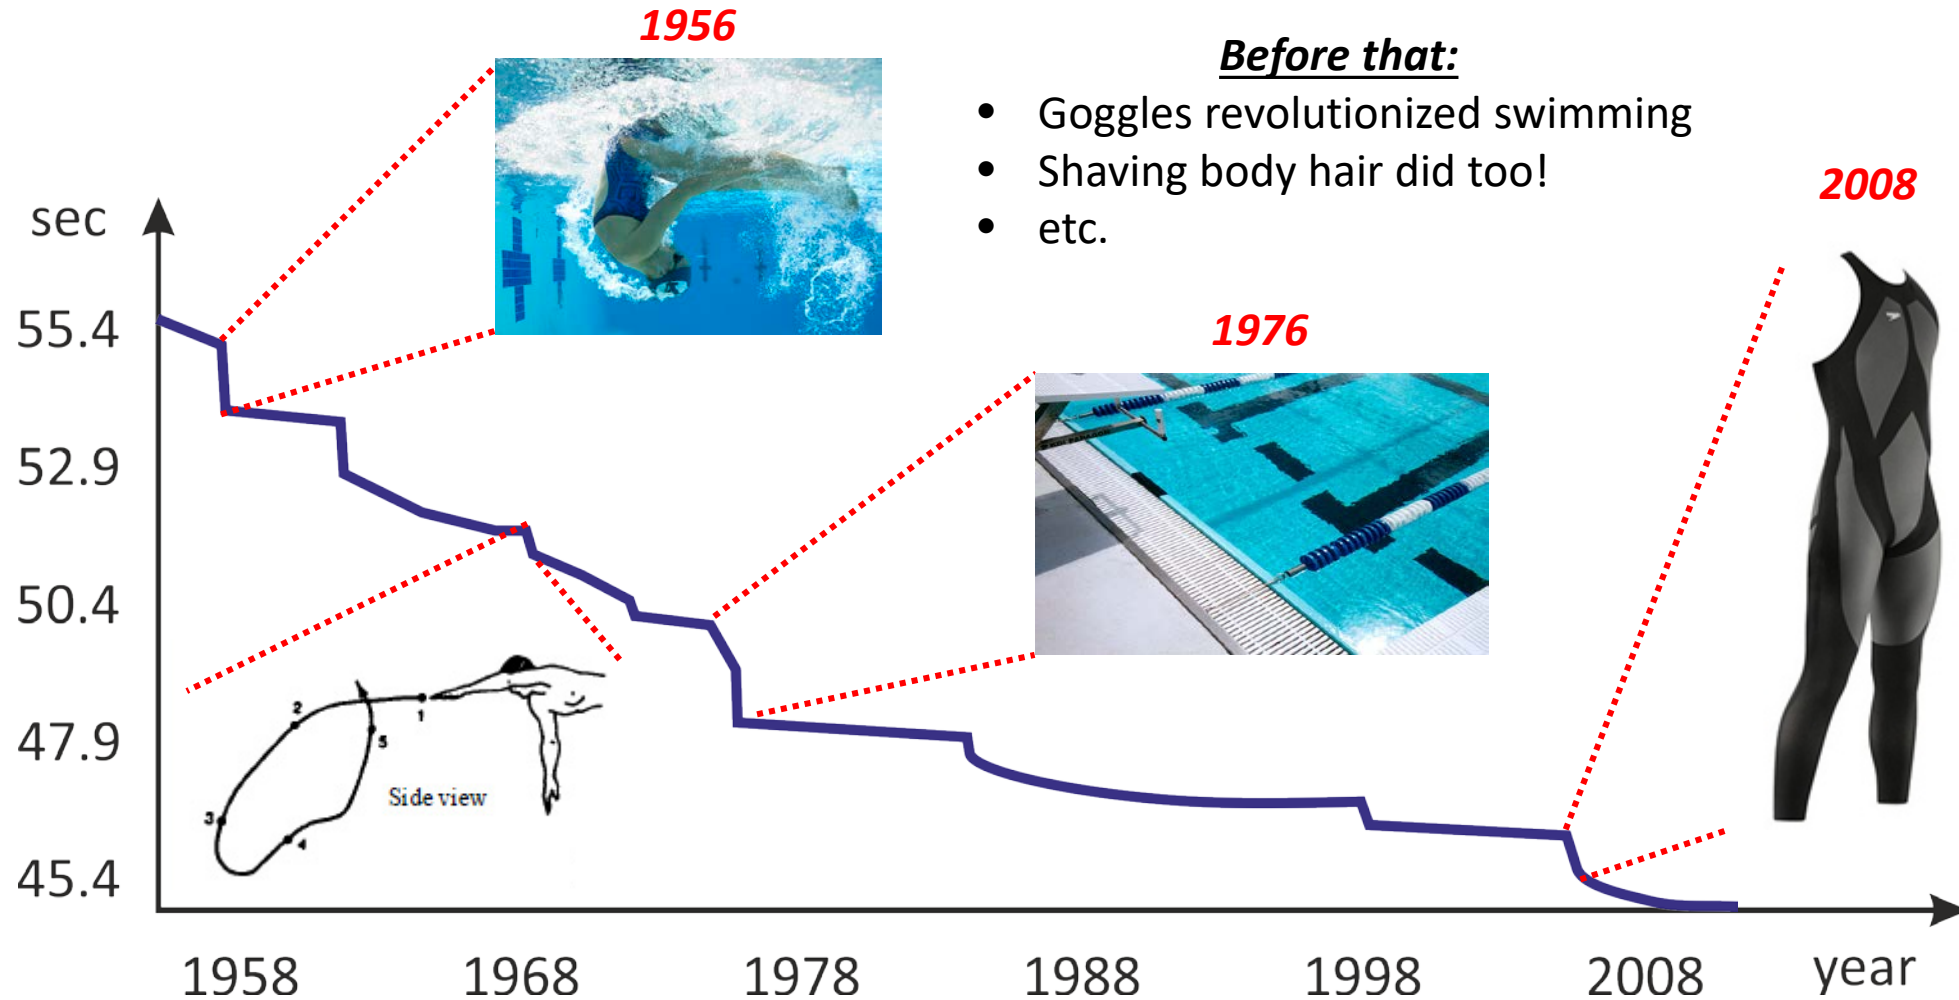 1956
Before that:
• Goggles revolutionized swimming
• Shaving body hair did too!
• etc.
2008
sec
55.4
1976
52.9
50.4
47.9
45.4
1
2
3
4
5
Side view
1958 1968 1978 1988 1998 2008 year